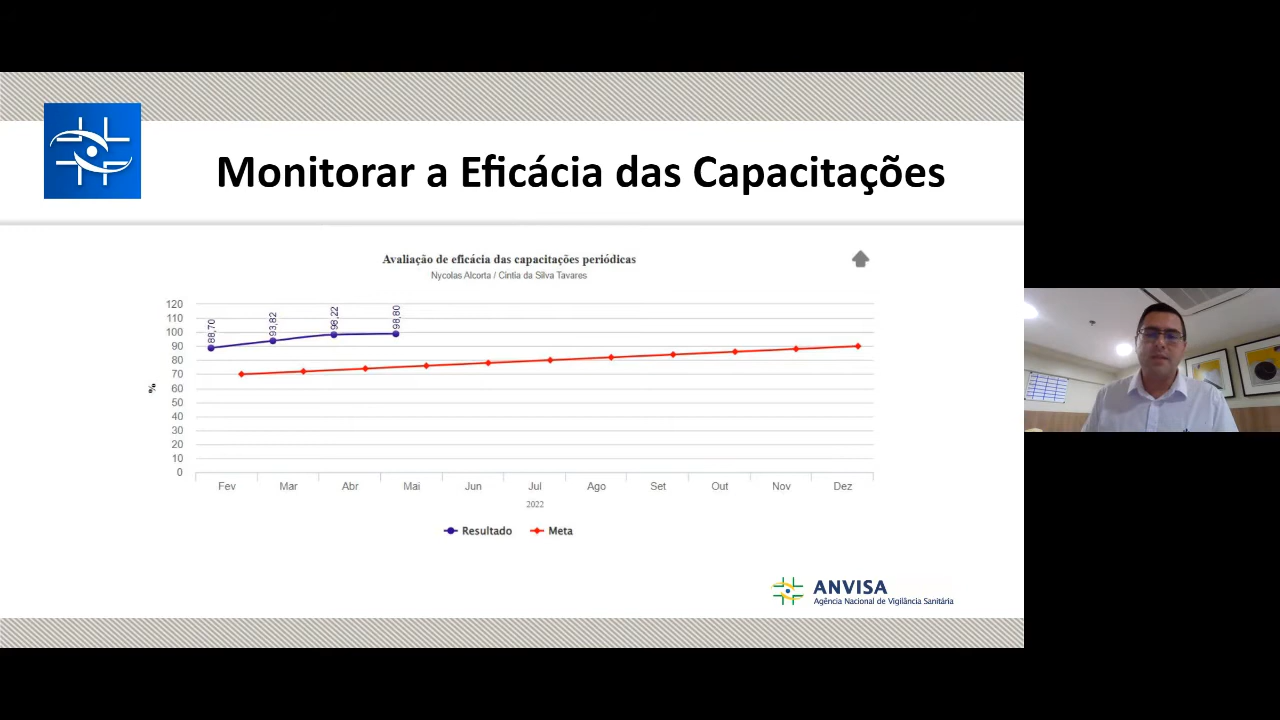 Monitorar a Eficácia das Capacitações
Avaliação de eficácia das capacitações periódicas
Nycolas Alcorta / Cíntia da Silva Tavares
120
110
100
90
80
70
60
50
40
30
20
10
0
%
88,70
93,82
98,22
98,80
Fev Mar Abr Mai Jun Jul Ago Set Out Nov Dez
2022
Resultado Meta
ANVISA
Agência Nacional de Vigilância Sanitária